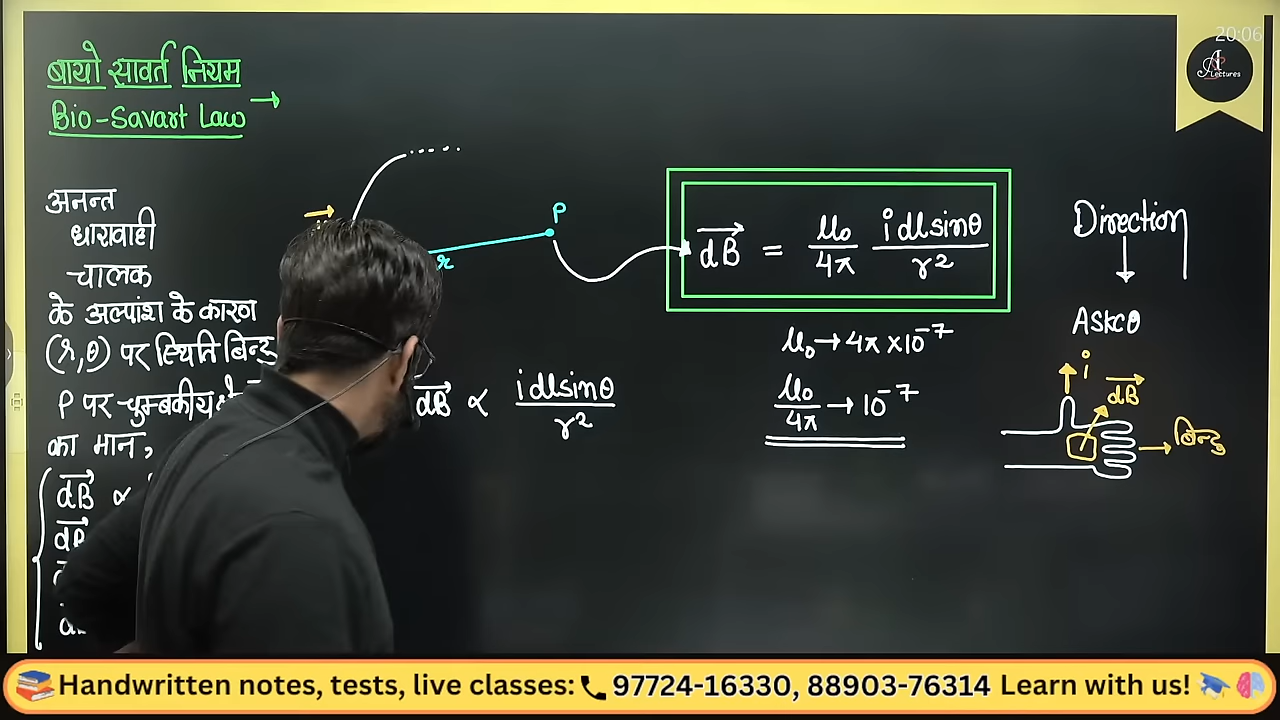 20:06
A Lectures
बायो सावर्त नियम
Bio-Savart Law →
अनन्त
धारावाही
चालक
के अल्पांश के कारण
(r,θ) पर स्थिति बिन्दु
P पर चुम्बकीय
का मान,
dB ∝
dB
P
r
dB ∝ idlsinθ / r²
dB = μ₀/4π idlsinθ / r²
μ₀ → 4π×10⁻⁷
μ₀/4π → 10⁻⁷
Direction
↓
ASKCθ
i
dB
→ बिन्दु
📚Handwritten notes, tests, live classes:📞97724-16330, 88903-76314 Learn with us! 🎓🧠